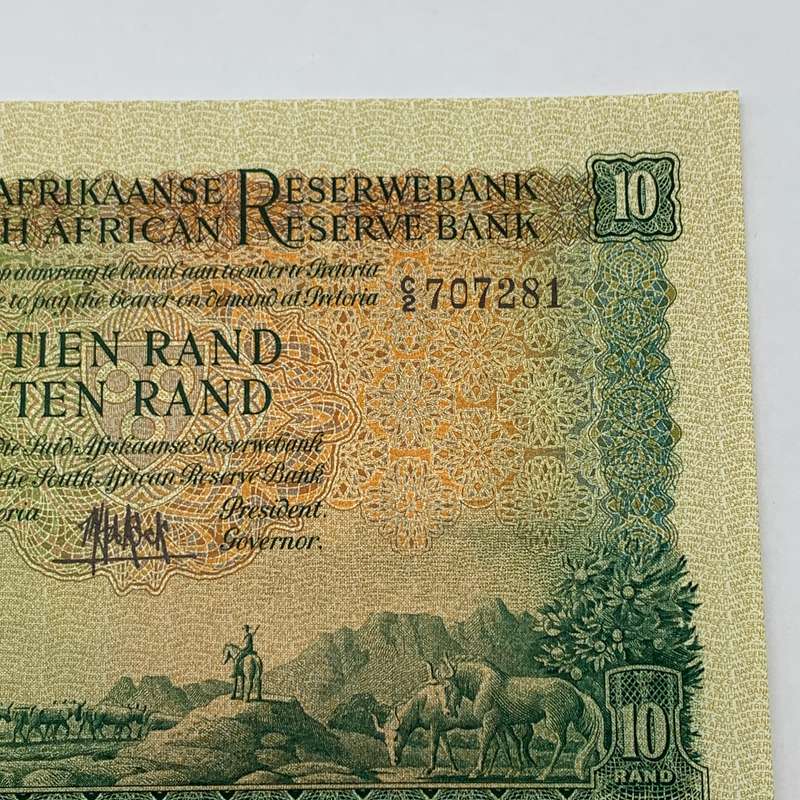 AFRIKAANSE RESERWEBANK 10
H AFRICAN RESERVE BANK
aanvraag te betaal aan toonder te Pretoria
e to pay the bearer on demand at Pretoria
C/2 707281
TIEN RAND
TEN RAND
die Suid-Afrikaanse Reserwebank
the South African Reserve Bank
oria President.
Governor.
10
RAND